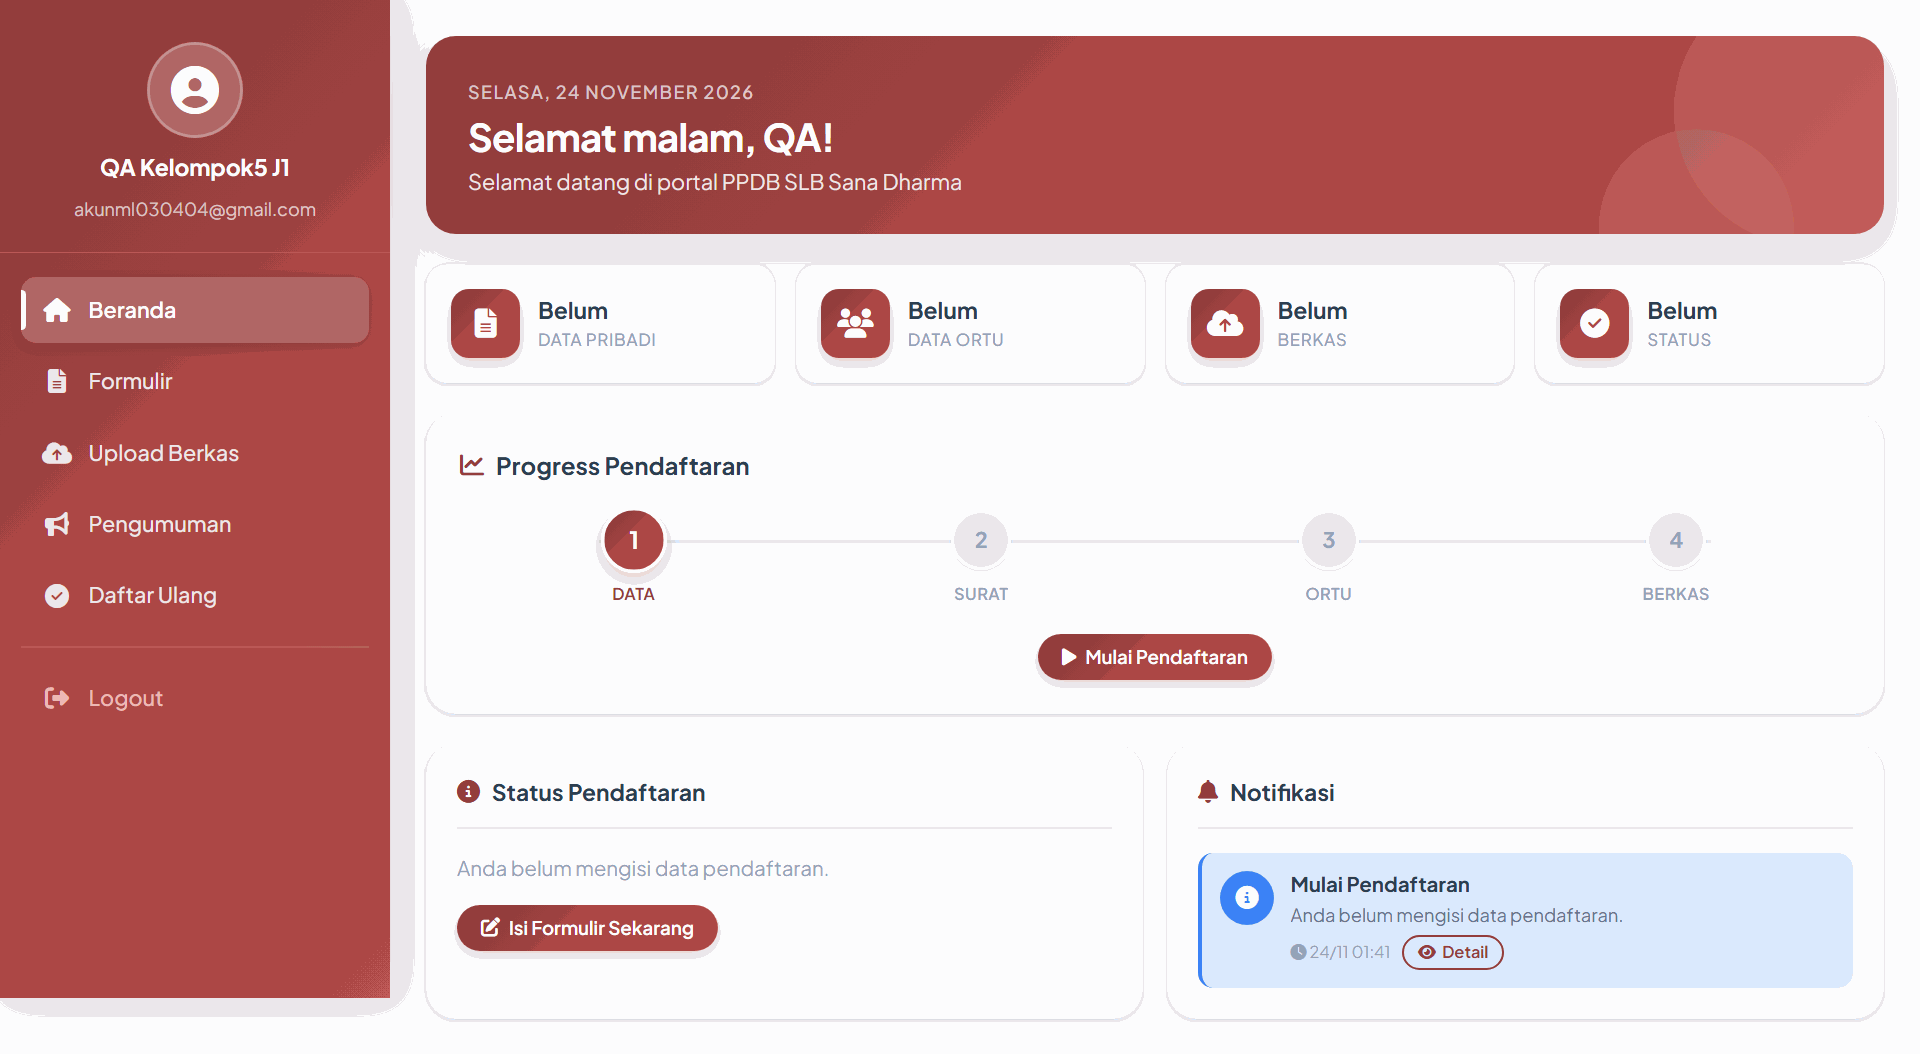 QA Kelompok5 J1
akunml030404@gmail.com
Beranda
Formulir
Upload Berkas
Pengumuman
Daftar Ulang
Logout
SELASA, 24 NOVEMBER 2026
Selamat malam, QA!
Selamat datang di portal PPDB SLB Sana Dharma
Belum
DATA PRIBADI
Belum
DATA ORTU
Belum
BERKAS
Belum
STATUS
Progress Pendaftaran
1
DATA
2
SURAT
3
ORTU
4
BERKAS
Mulai Pendaftaran
Status Pendaftaran
Anda belum mengisi data pendaftaran.
Isi Formulir Sekarang
Notifikasi
Mulai Pendaftaran
Anda belum mengisi data pendaftaran.
24/11 01:41
Detail